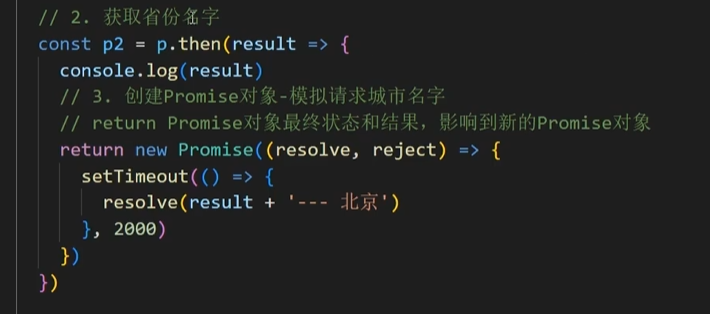 // 2. 获取省份名字
const p2 = p.then(result => {
console.log(result)
// 3. 创建Promise对象-模拟请求城市名字
// return Promise对象最终状态和结果，影响到新的Promise对象
return new Promise((resolve, reject) => {
setTimeout(() => {
resolve(result + '--- 北京')
}, 2000)
})
})